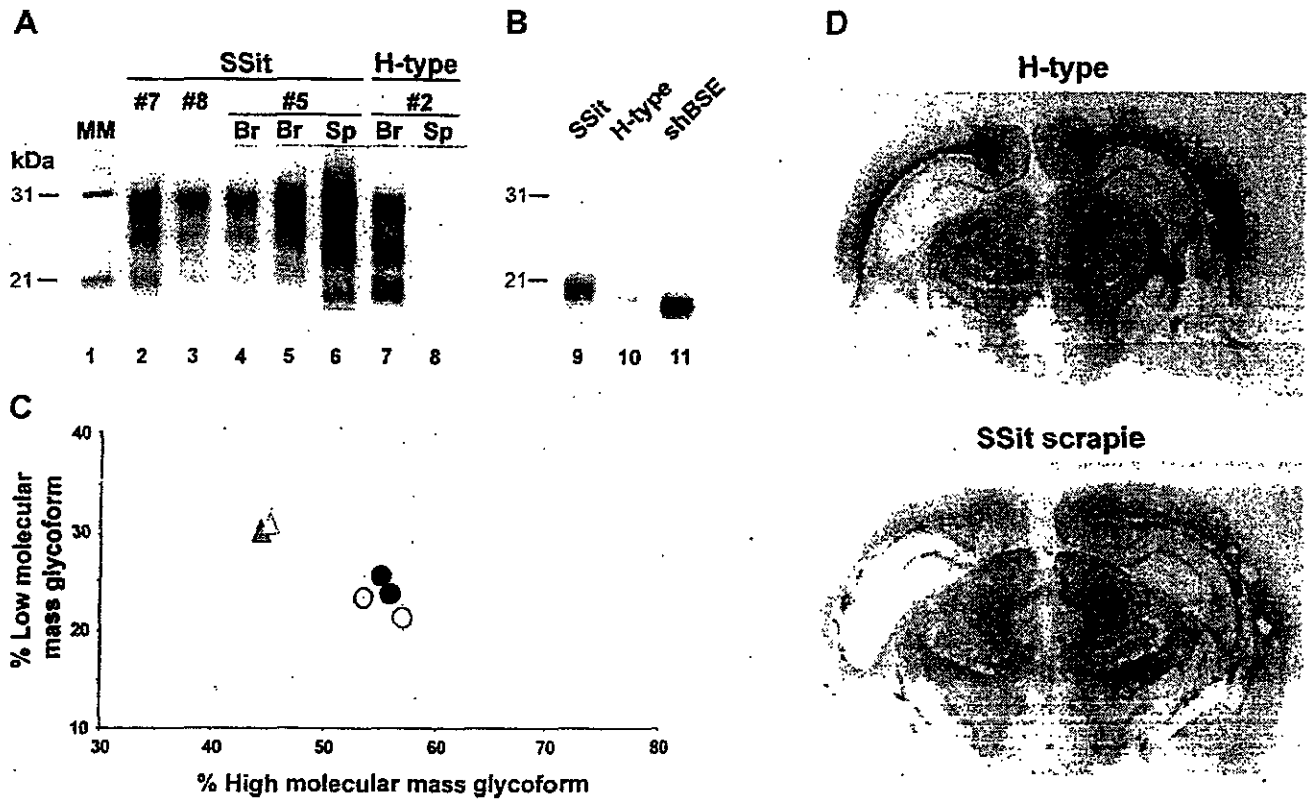 A
SSit H-type
#7 #8 #5 #2
MM Br Br Sp Br Sp
kDa
31
21
1 2 3 4 5 6 7 8
B
SSit H-type shBSE
31
21
9 10 11
C
% Low molecular
mass glycoform
40
30
20
10
30 40 50 60 70 80
% High molecular mass glycoform
D
H-type
SSit scrapie